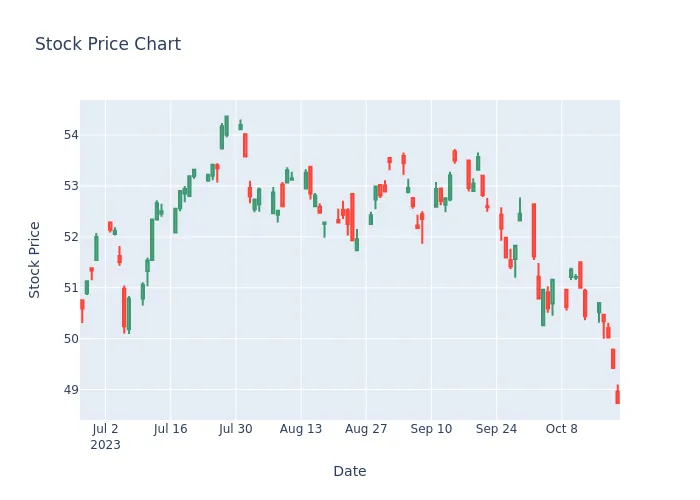 Stock Price Chart
54
53
52
51
50
49
Stock Price
Jul 2
2023
Jul 16
Jul 30
Aug 13
Aug 27
Sep 10
Sep 24
Oct 8
Date